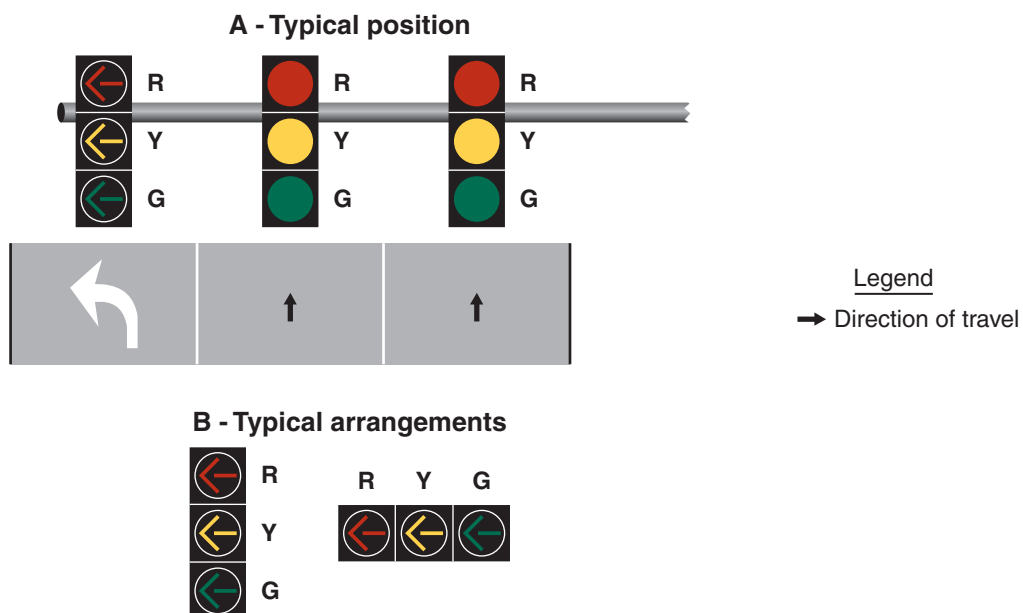 A - Typical position
R R R
Y Y Y
G G G
Legend
Direction of travel
B - Typical arrangements
R
Y
G
R Y G